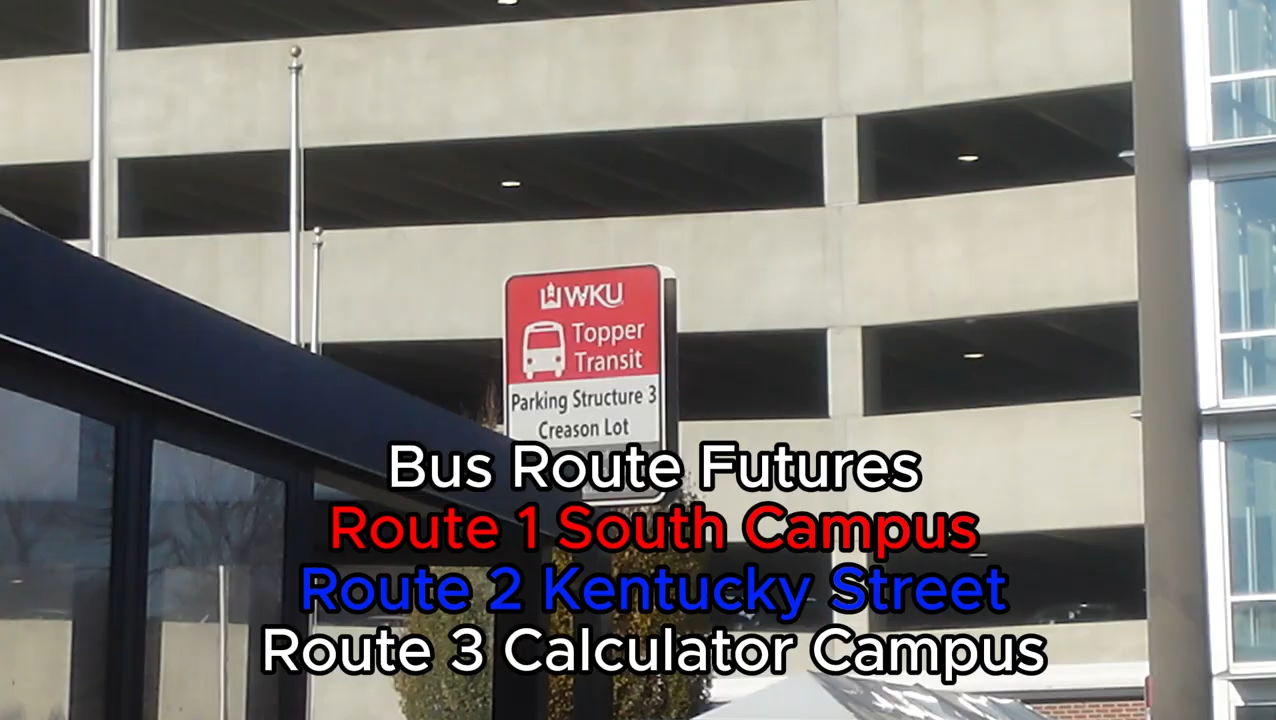 WKU
Topper
Transit
Parking Structure 3
Creason Lot
Bus Route Futures
Route 1 South Campus
Route 2 Kentucky Street
Route 3 Calculator Campus